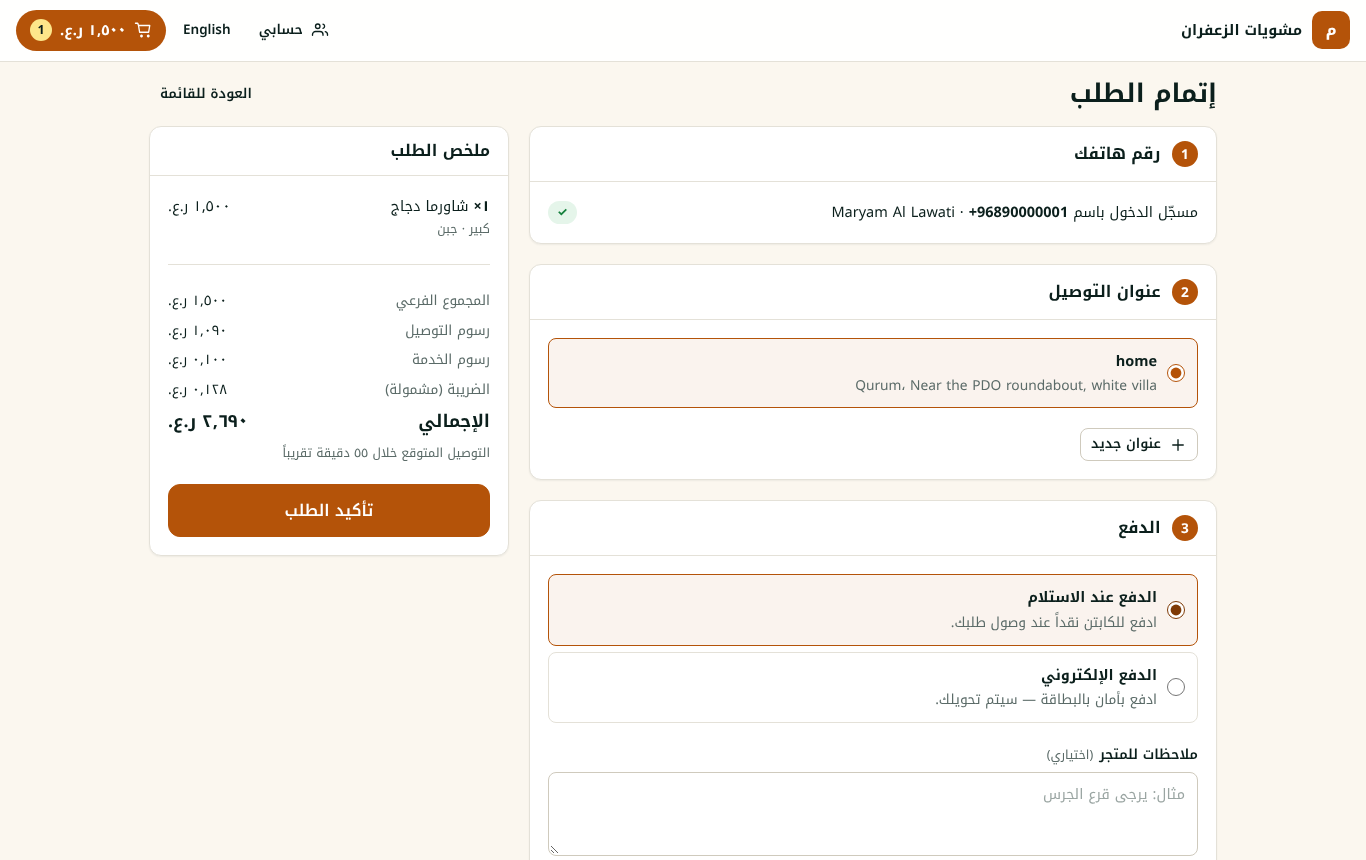 م
مشويات الزعفران
حسابي
English
١٬٥٠٠ ر.ع.
1
إتمام الطلب
العودة للقائمة
1
رقم هاتفك
مسجّل الدخول باسم +96890000001 · Maryam Al Lawati
2
عنوان التوصيل
home
Qurum، Near the PDO roundabout, white villa
+ عنوان جديد
3
الدفع
الدفع عند الاستلام
ادفع للكابتن نقداً عند وصول طلبك.
الدفع الإلكتروني
ادفع بأمان بالبطاقة — سيتم تحويلك.
ملاحظات للمتجر (اختياري)
مثال: يرجى قرع الجرس
ملخص الطلب
١× شاورما دجاج
١٬٥٠٠ ر.ع.
كبير · جبن
المجموع الفرعي
١٬٥٠٠ ر.ع.
رسوم التوصيل
١٬٠٩٠ ر.ع.
رسوم الخدمة
٠٬١٠٠ ر.ع.
الضريبة (مشمولة)
٠٬١٢٨ ر.ع.
الإجمالي
٢٬٦٩٠ ر.ع.
التوصيل المتوقع خلال ٥٥ دقيقة تقريباً
تأكيد الطلب